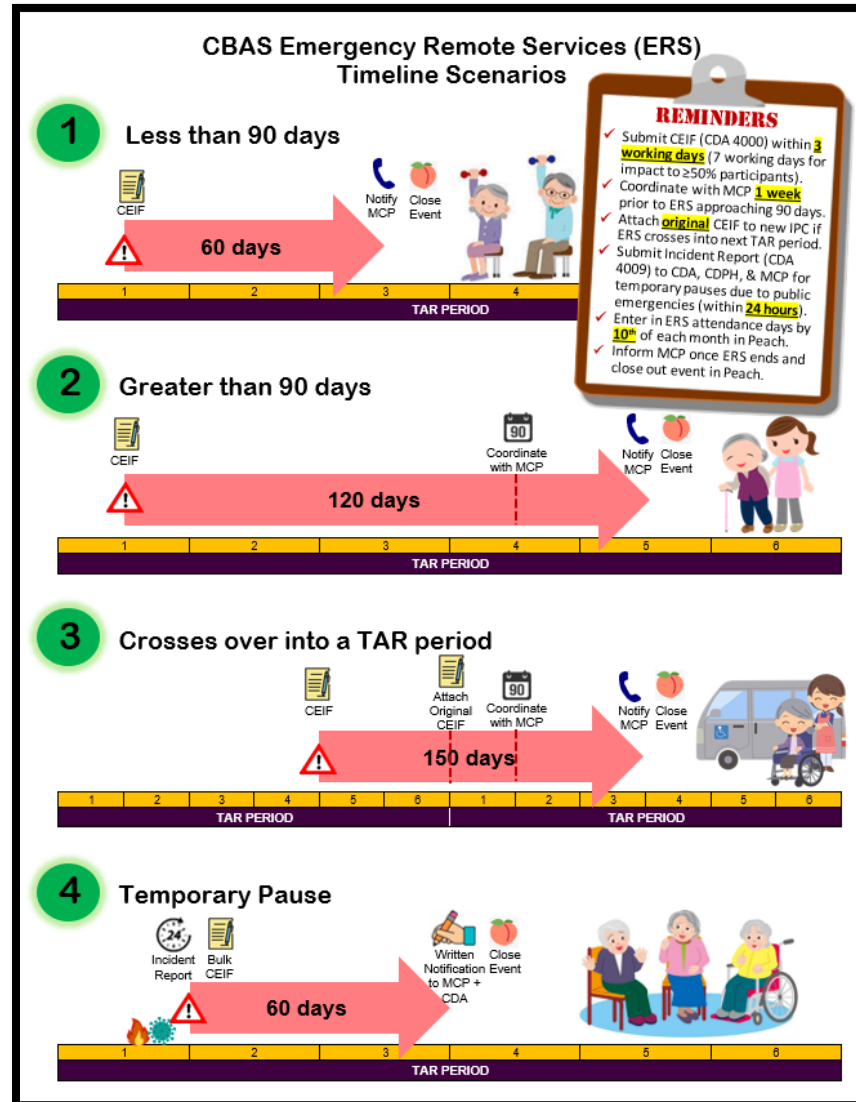 CBAS Emergency Remote Services (ERS)
Timeline Scenarios
REMINDERS
✓ Submit CEIF (CDA 4000) within 3
working days (7 working days for
impact to ≥50% participants).
✓ Coordinate with MCP 1 week
prior to ERS approaching 90 days.
✓ Attach original CEIF to new IPC if
ERS crosses into next TAR period.
✓ Submit Incident Report (CDA
4009) to CDA, CDPH, & MCP for
temporary pauses due to public
emergencies (within 24 hours).
✓ Enter in ERS attendance days by
10th of each month in Peach.
✓ Inform MCP once ERS ends and
close out event in Peach.
1 Less than 90 days
CEIF
Notify
MCP
Close
Event
60 days
1 2 3 4
TAR PERIOD
2 Greater than 90 days
CEIF
90
Coordinate
with MCP
Notify
MCP
Close
Event
120 days
1 2 3 4 5 6
TAR PERIOD
3 Crosses over into a TAR period
CEIF
Attach
Original
CEIF
90
Coordinate
with MCP
Notify
MCP
Close
Event
150 days
1 2 3 4 5 6 1 2 3 4 5 6
TAR PERIOD TAR PERIOD
4 Temporary Pause
24
Incident
Report
Bulk
CEIF
Written
Notification
to MCP +
CDA
Close
Event
60 days
1 2 3 4 5 6
TAR PERIOD